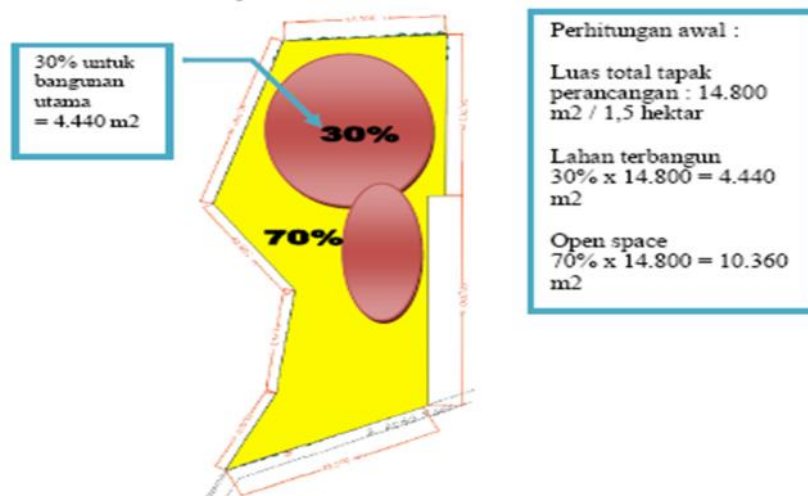 30% untuk
bangunan
utama
= 4.440 m2
30%
70%
Perhitungan awal :
Luas total tapak
perancangan : 14.800
m2 / 1,5 hektar
Lahan terbangun
30% x 14.800 = 4.440
m2
Open space
70% x 14.800 = 10.360
m2